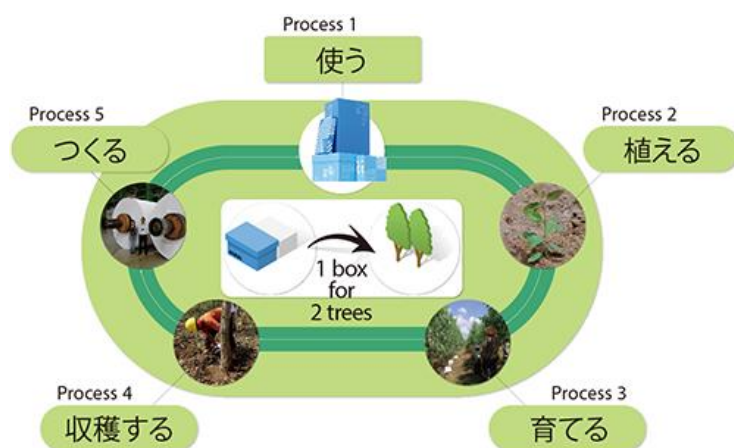 Process 1
使う
Process 2
植える
Process 3
育てる
Process 4
収穫する
Process 5
つくる
1 box
for
2 trees